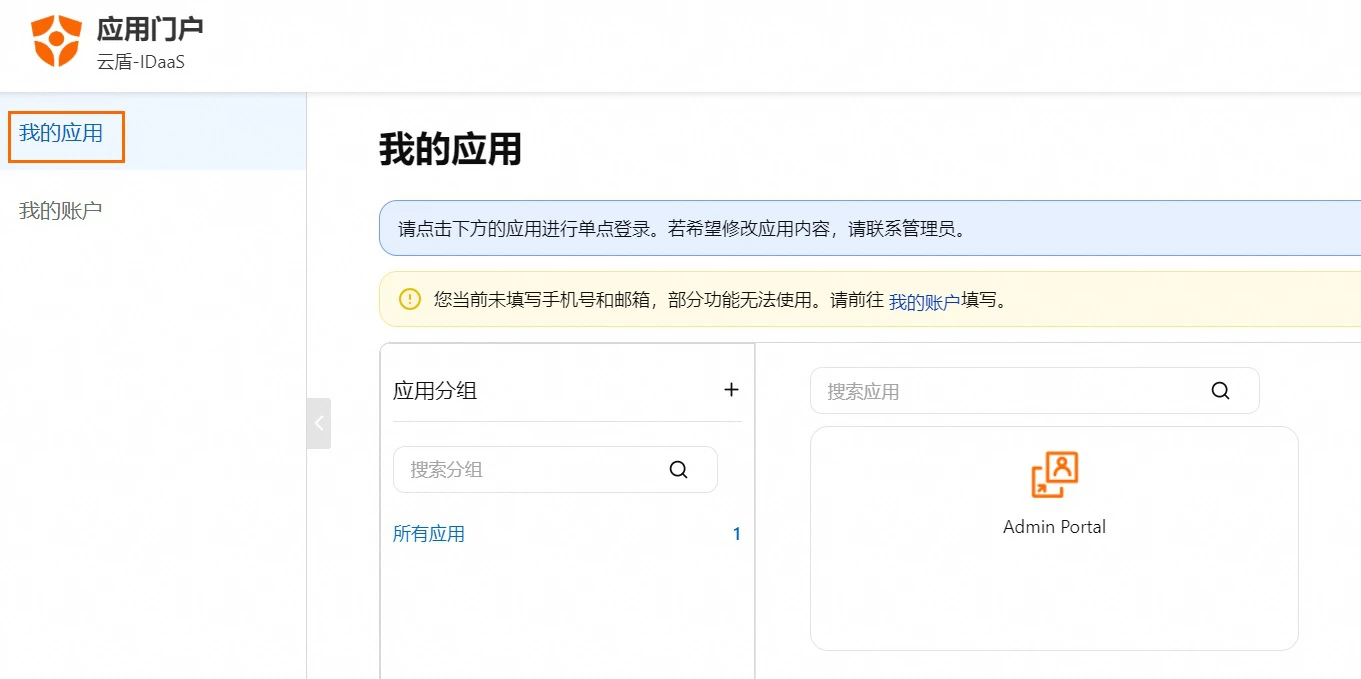 应用门户
云盾-IDaaS
我的应用
我的账户
我的应用
请点击下方的应用进行单点登录。若希望修改应用内容，请联系管理员。
您当前未填写手机号和邮箱，部分功能无法使用。请前往 我的账户填写。
应用分组
搜索分组
所有应用 1
搜索应用
Admin Portal